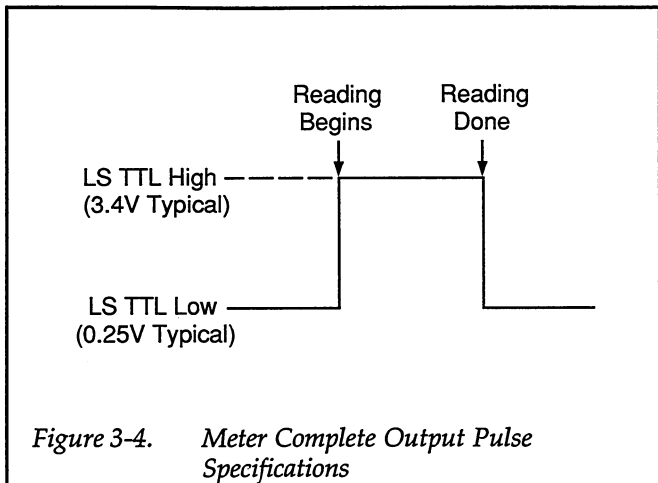 Reading
Begins
Reading
Done
LS TTL High
(3.4V Typical)
LS TTL Low
(0.25V Typical)
Figure 3-4. Meter Complete Output Pulse
Specifications